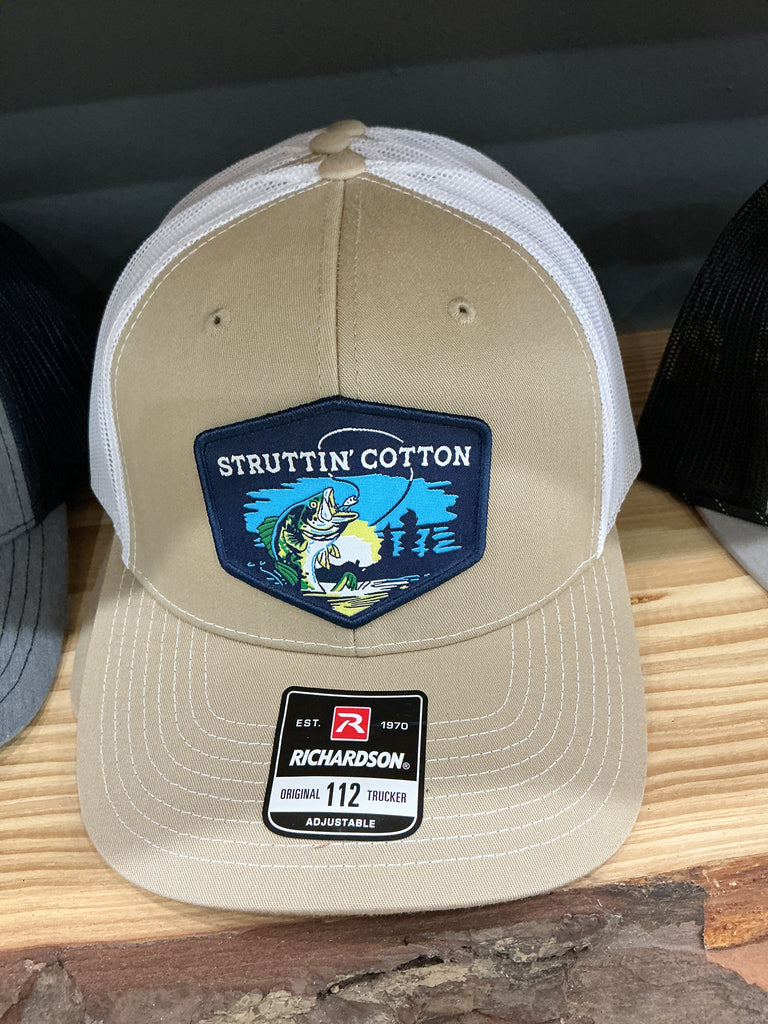 STRUTTIN' COTTON
EST. R 1970
RICHARDSON®
ORIGINAL 112 TRUCKER
ADJUSTABLE